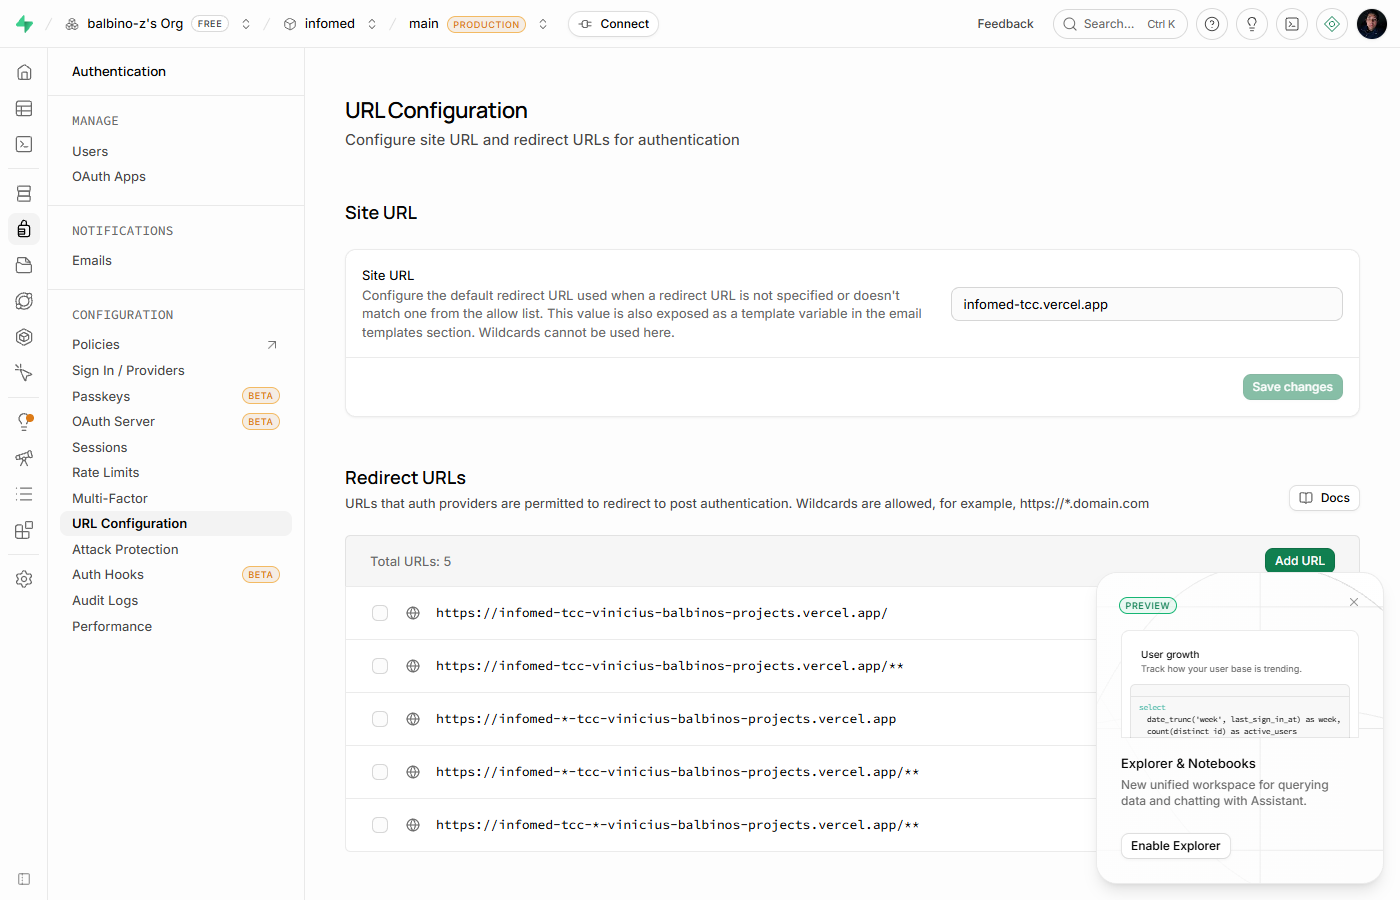 balbino-z's Org FREE infomed main PRODUCTION Connect Feedback Search... Ctrl K
Authentication
MANAGE
Users
OAuth Apps
NOTIFICATIONS
Emails
CONFIGURATION
Policies
Sign In / Providers
Passkeys BETA
OAuth Server BETA
Sessions
Rate Limits
Multi-Factor
URL Configuration
Attack Protection
Auth Hooks BETA
Audit Logs
Performance
URL Configuration
Configure site URL and redirect URLs for authentication
Site URL
Site URL
Configure the default redirect URL used when a redirect URL is not specified or doesn't
match one from the allow list. This value is also exposed as a template variable in the email
templates section. Wildcards cannot be used here.
infomed-tcc.vercel.app
Save changes
Redirect URLs
URLs that auth providers are permitted to redirect to post authentication. Wildcards are allowed, for example, https://*.domain.com
Docs
Total URLs: 5
Add URL
https://infomed-tcc-vinicius-balbinos-projects.vercel.app/
https://infomed-tcc-vinicius-balbinos-projects.vercel.app/**
https://infomed-*-tcc-vinicius-balbinos-projects.vercel.app
https://infomed-*-tcc-vinicius-balbinos-projects.vercel.app/**
https://infomed-tcc-*-vinicius-balbinos-projects.vercel.app/**
PREVIEW
User growth
Track how your user base is trending.
select
date_trunc('week', last_sign_in_at) as week,
count(distinct id) as active_users
Explorer & Notebooks
New unified workspace for querying
data and chatting with Assistant.
Enable Explorer